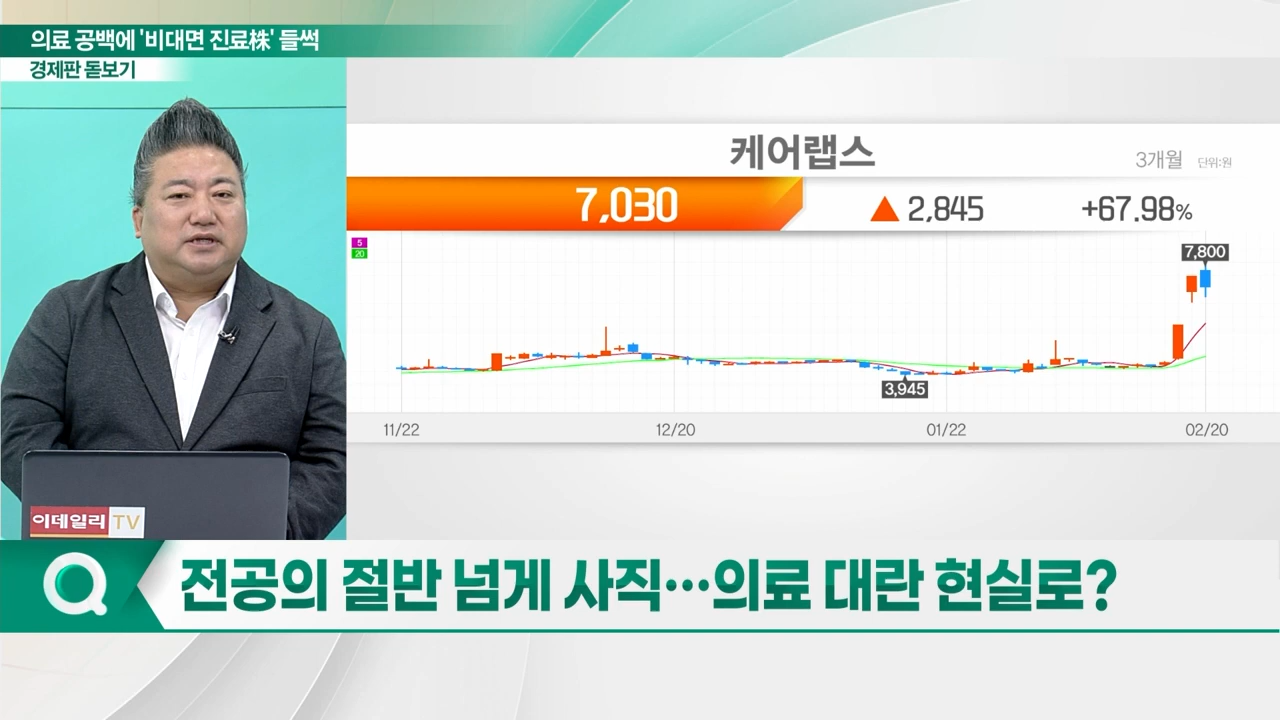 의료 공백에 '비대면 진료株' 들썩
경제판 돋보기
케어랩스
3개월 단위:원
7,030 ▲ 2,845 +67.98%
5
20
7,800
3,945
11/22 12/20 01/22 02/20
이데일리 TV
전공의 절반 넘게 사직…의료 대란 현실로?